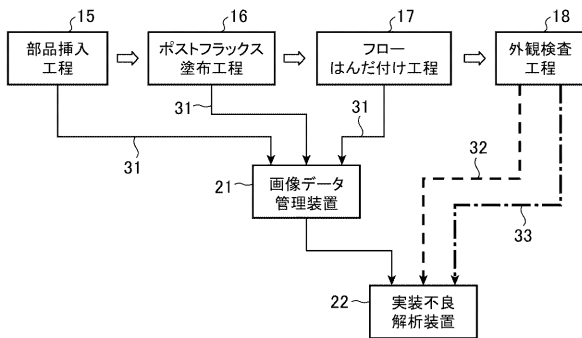 15
部品挿入
工程
16
ポストフラックス
塗布工程
17
フロー
はんだ付け工程
18
外観検査
工程
31
31
31
21
画像データ
管理装置
32
33
22
実装不良
解析装置